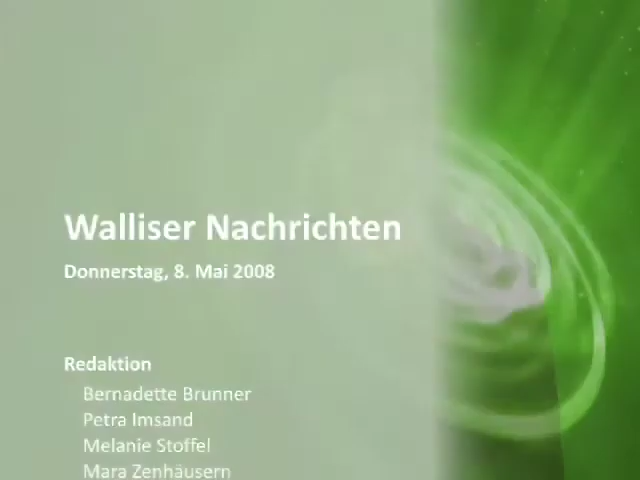 Walliser Nachrichten
Donnerstag, 8. Mai 2008
Redaktion
Bernadette Brunner
Petra Imsand
Melanie Stoffel
Mara Zenhäusern